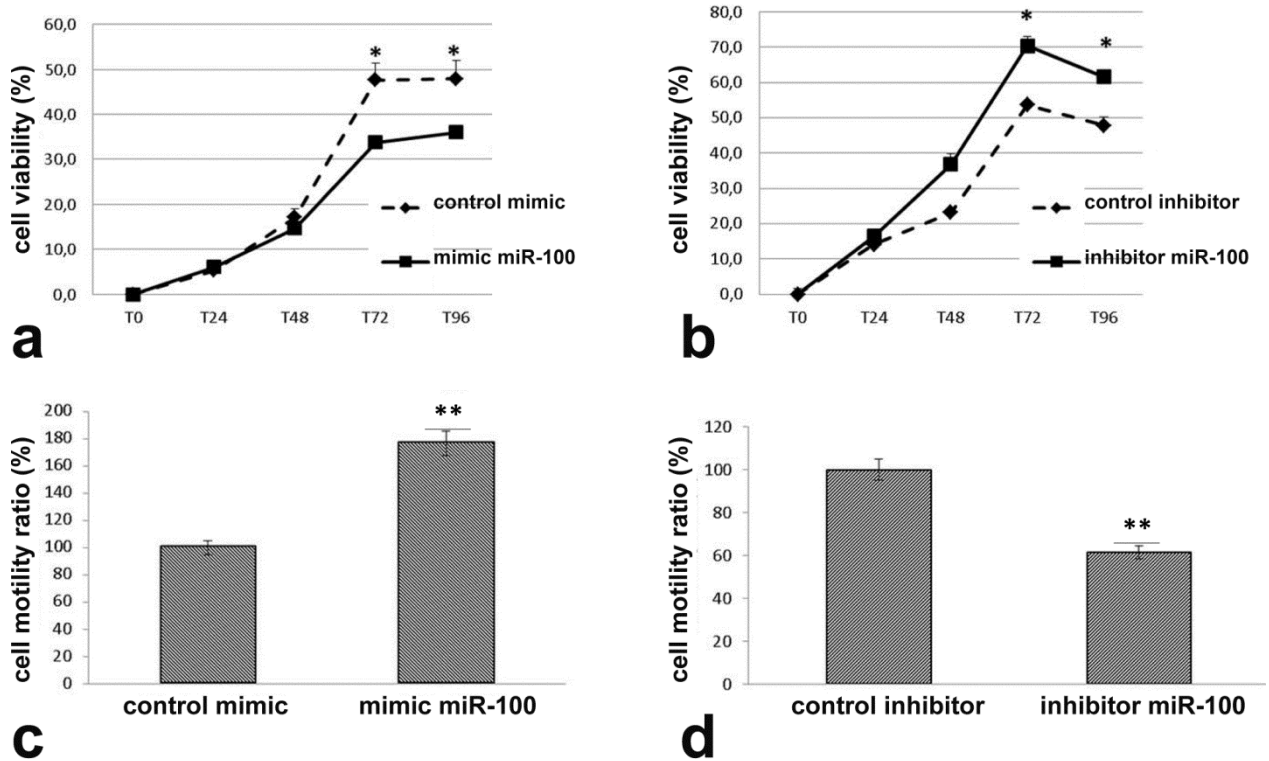 cell viability (%)
60,0
50,0
40,0
30,0
20,0
10,0
0,0
* *
control mimic
mimic miR-100
T0 T24 T48 T72 T96
a
cell viability (%)
80,0
70,0
60,0
50,0
40,0
30,0
20,0
10,0
0,0
* *
control inhibitor
inhibitor miR-100
T0 T24 T48 T72 T96
b
cell motility ratio (%)
200
180
160
140
120
100
80
60
40
20
0
**
control mimic mimic miR-100
c
cell motility ratio (%)
120
100
80
60
40
20
0
**
control inhibitor inhibitor miR-100
d